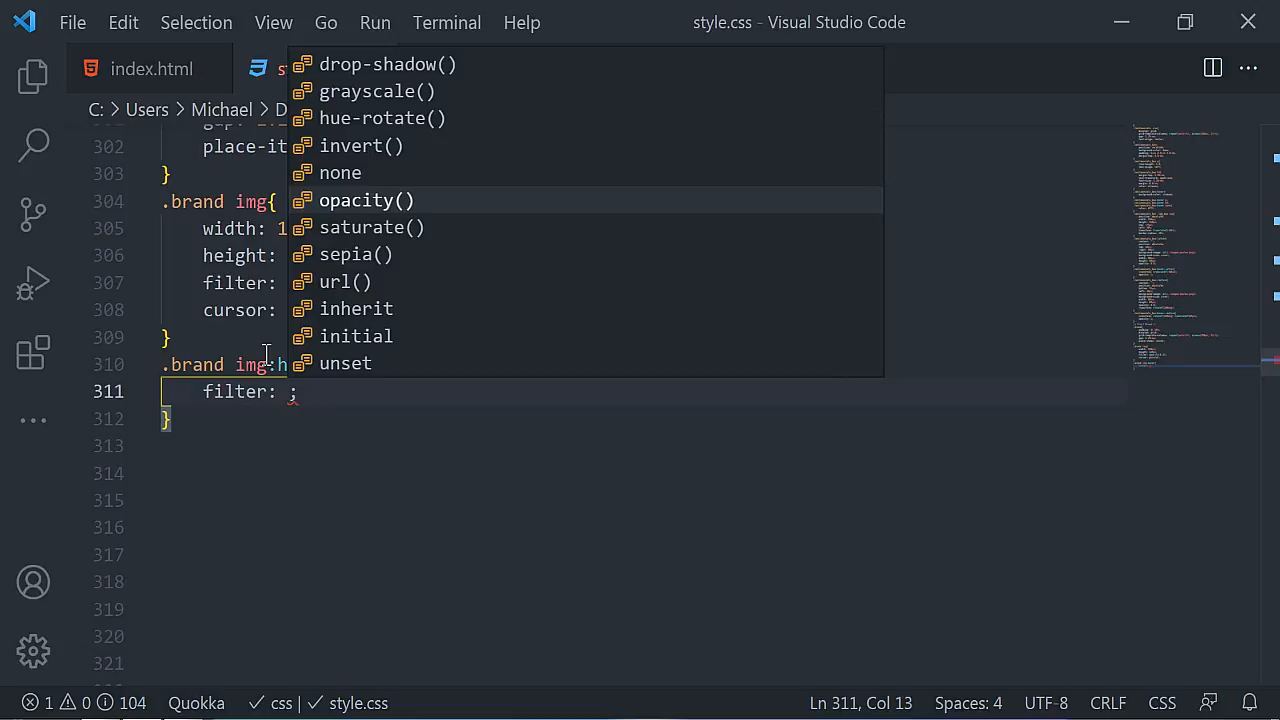 File Edit Selection View Go Run Terminal Help style.css - Visual Studio Code
index.html
C: > Users > Michael >
drop-shadow()
grayscale()
hue-rotate()
invert()
none
opacity()
saturate()
sepia()
url()
inherit
initial
unset
302 place-it
303 }
304 .brand img{
305 width: 1
306 height:
307 filter:
308 cursor:
309 }
310 .brand img:h
311 filter: ;
312 }
313
314
315
316
317
318
319
320
321
1 0 104 Quokka css | style.css Ln 311, Col 13 Spaces: 4 UTF-8 CRLF CSS